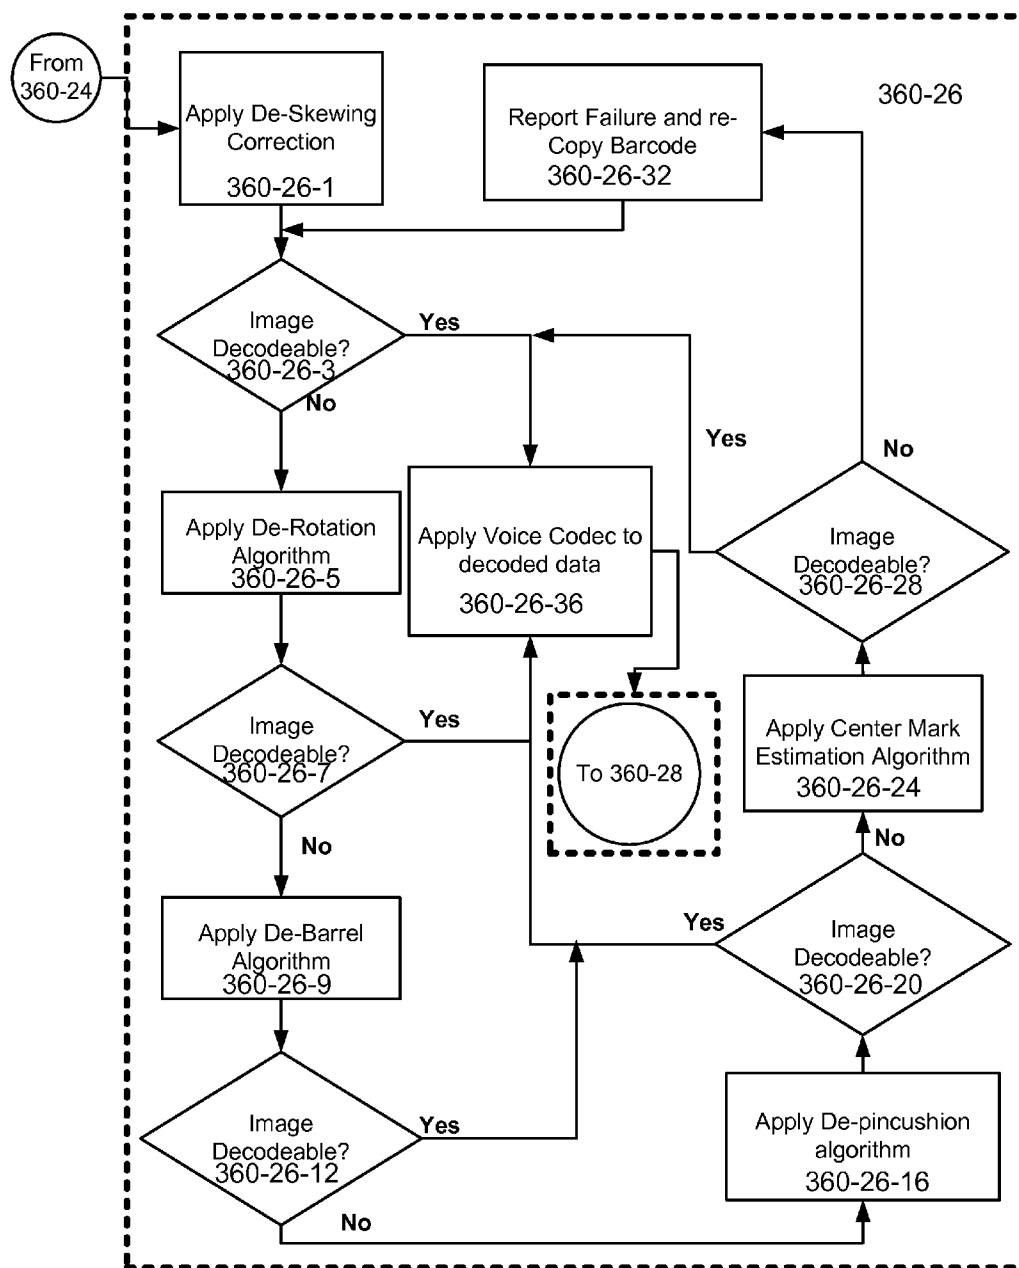 From
360-24
Apply De-Skewing
Correction
360-26-1
Report Failure and re-
Copy Barcode
360-26-32
360-26
Image
Decodeable?
360-26-3
Yes
No
Apply De-Rotation
Algorithm
360-26-5
Apply Voice Codec to
decoded data
360-26-36
Yes
No
Image
Decodeable?
360-26-28
Image
Decodeable?
360-26-7
Yes
No
To 360-28
Apply Center Mark
Estimation Algorithm
360-26-24
No
Apply De-Barrel
Algorithm
360-26-9
Yes
Image
Decodeable?
360-26-20
Image
Decodeable?
360-26-12
Yes
No
Apply De-pincushion
algorithm
360-26-16